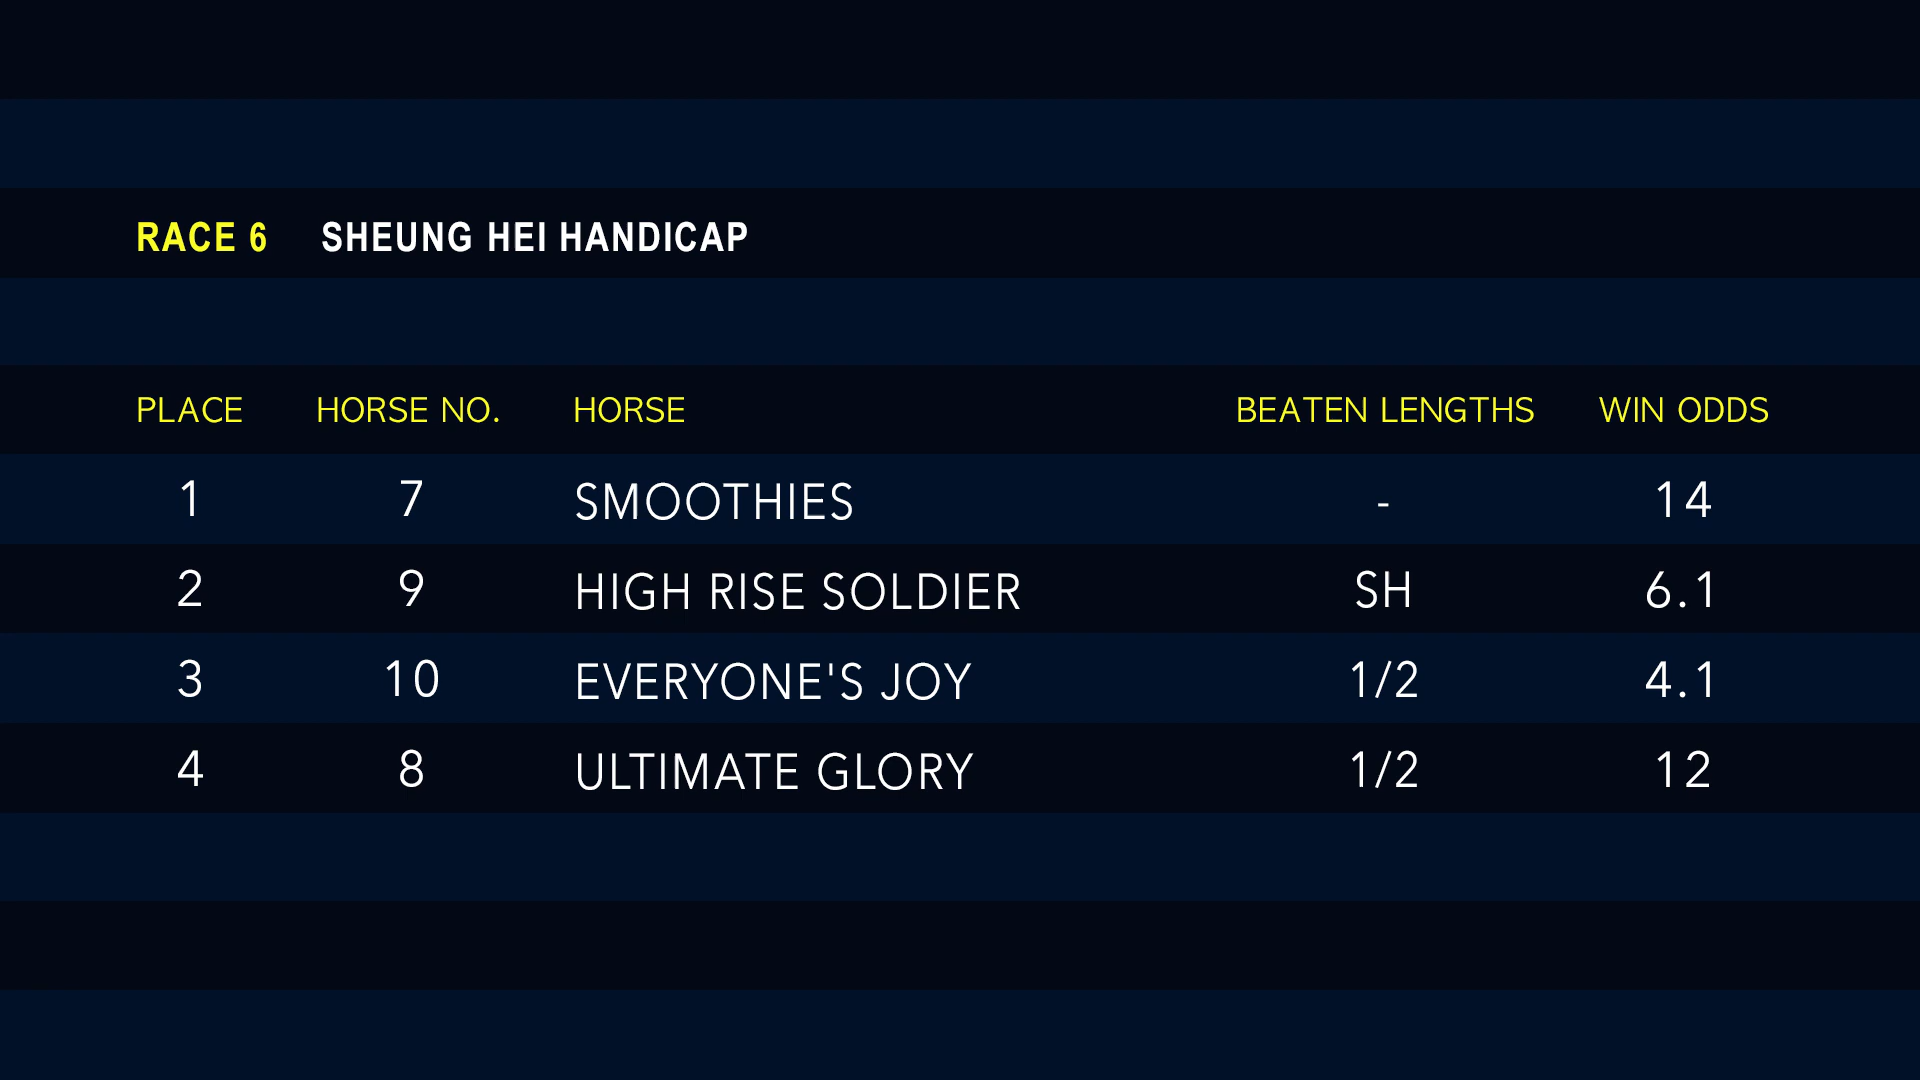 RACE 6 SHEUNG HEI HANDICAP
PLACE HORSE NO. HORSE BEATEN LENGTHS WIN ODDS
1 7 SMOOTHIES - 14
2 9 HIGH RISE SOLDIER SH 6.1
3 10 EVERYONE'S JOY 1/2 4.1
4 8 ULTIMATE GLORY 1/2 12